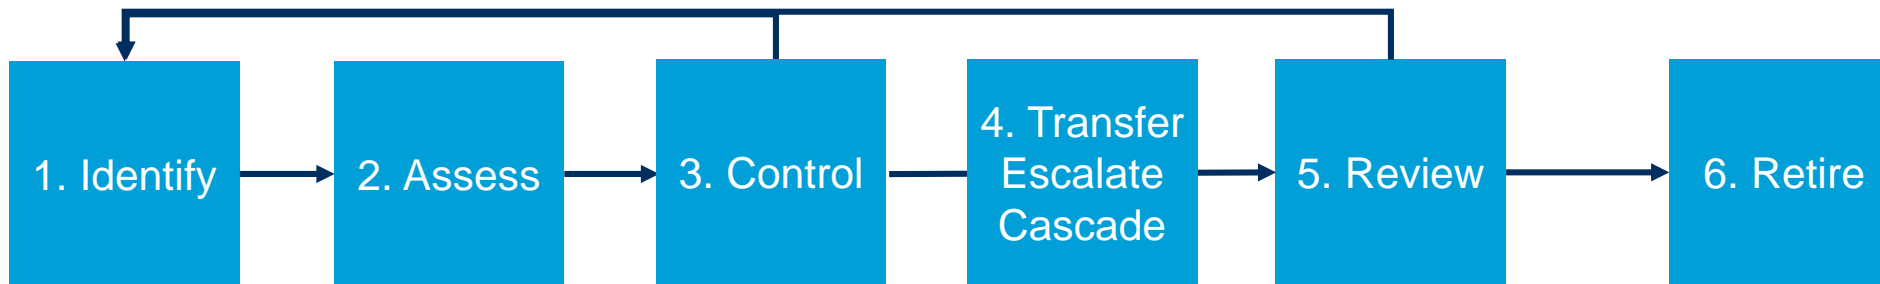 1. Identify
2. Assess
3. Control
4. Transfer
Escalate
Cascade
5. Review
6. Retire